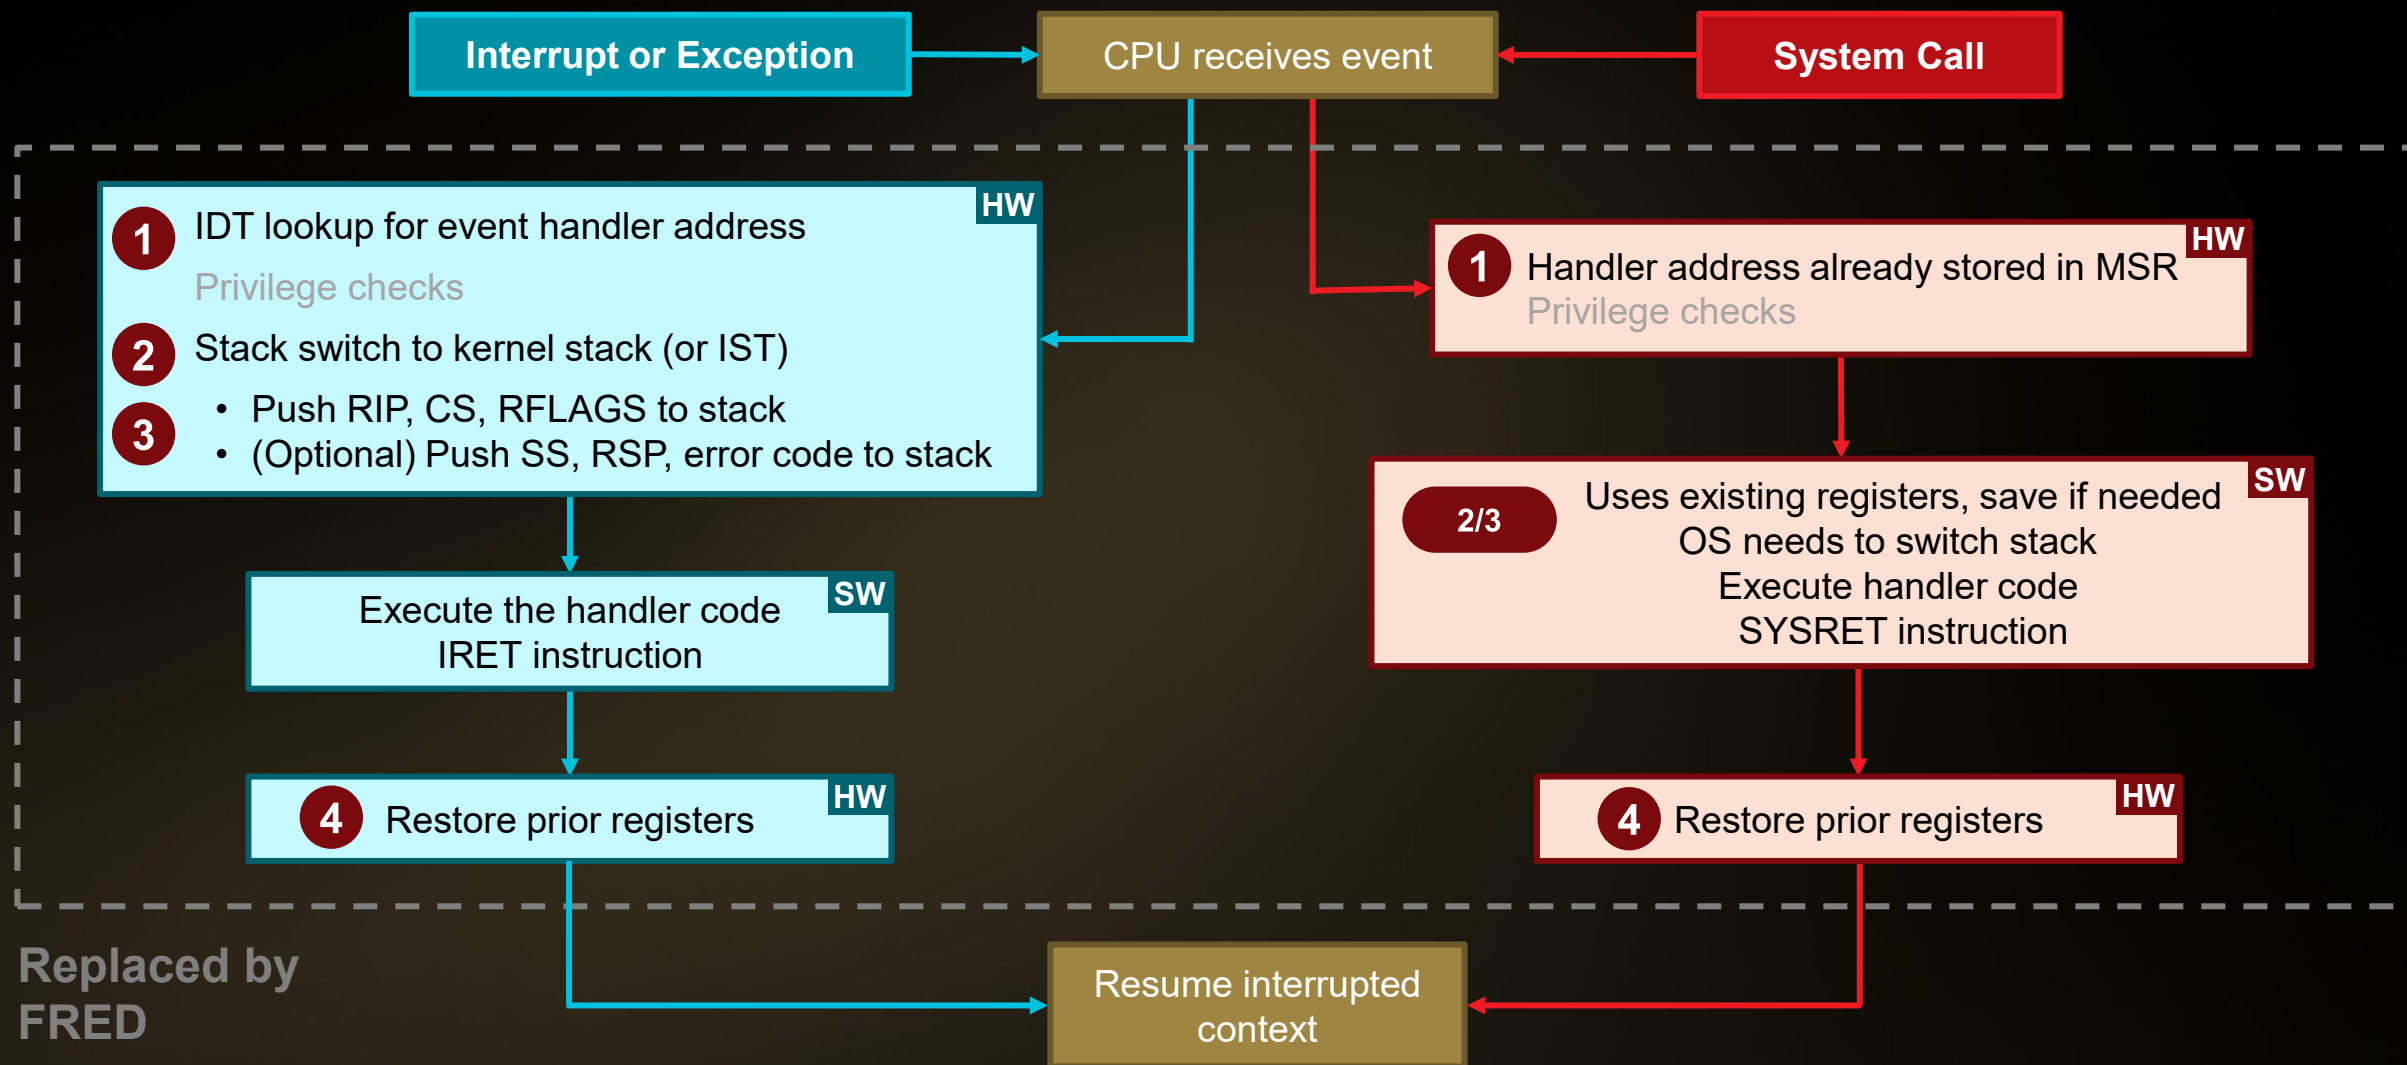 Interrupt or Exception
CPU receives event
System Call
HW
1 IDT lookup for event handler address
Privilege checks
2 Stack switch to kernel stack (or IST)
3 • Push RIP, CS, RFLAGS to stack
• (Optional) Push SS, RSP, error code to stack
HW
1 Handler address already stored in MSR
Privilege checks
SW
2/3 Uses existing registers, save if needed
OS needs to switch stack
Execute handler code
SYSRET instruction
SW
Execute the handler code
IRET instruction
HW
4 Restore prior registers
HW
4 Restore prior registers
Replaced by
FRED
Resume interrupted
context